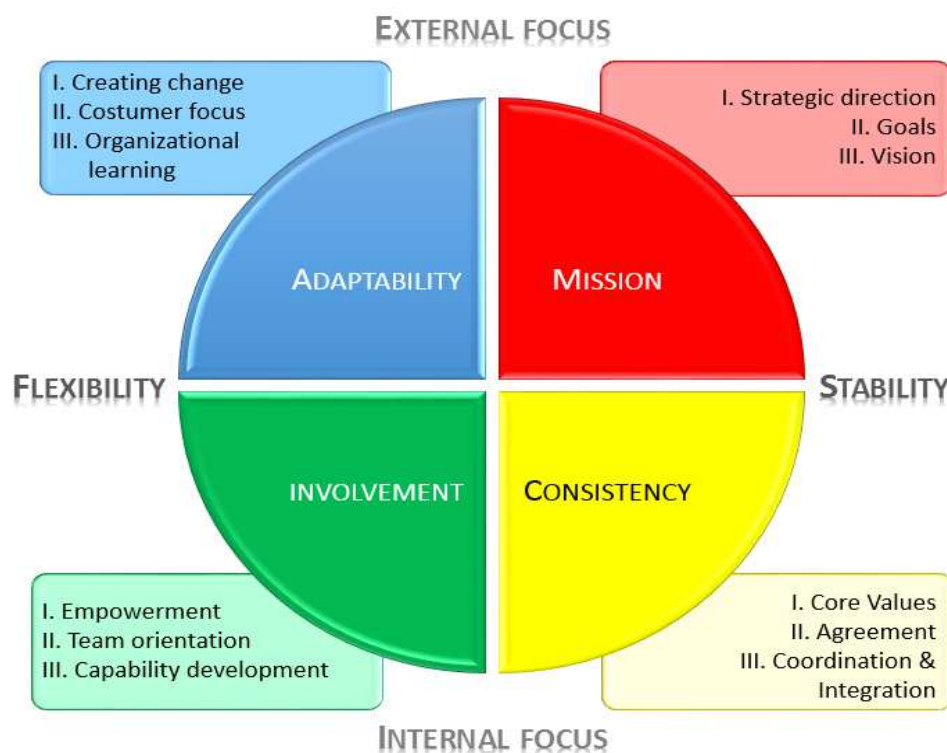 EXTERNAL FOCUS
I. Creating change
II. Costumer focus
III. Organizational
learning
I. Strategic direction
II. Goals
III. Vision
ADAPTABILITY
MISSION
FLEXIBILITY
STABILITY
INVOLVEMENT
CONSISTENCY
I. Empowerment
II. Team orientation
III. Capability development
I. Core Values
II. Agreement
III. Coordination &
Integration
INTERNAL FOCUS